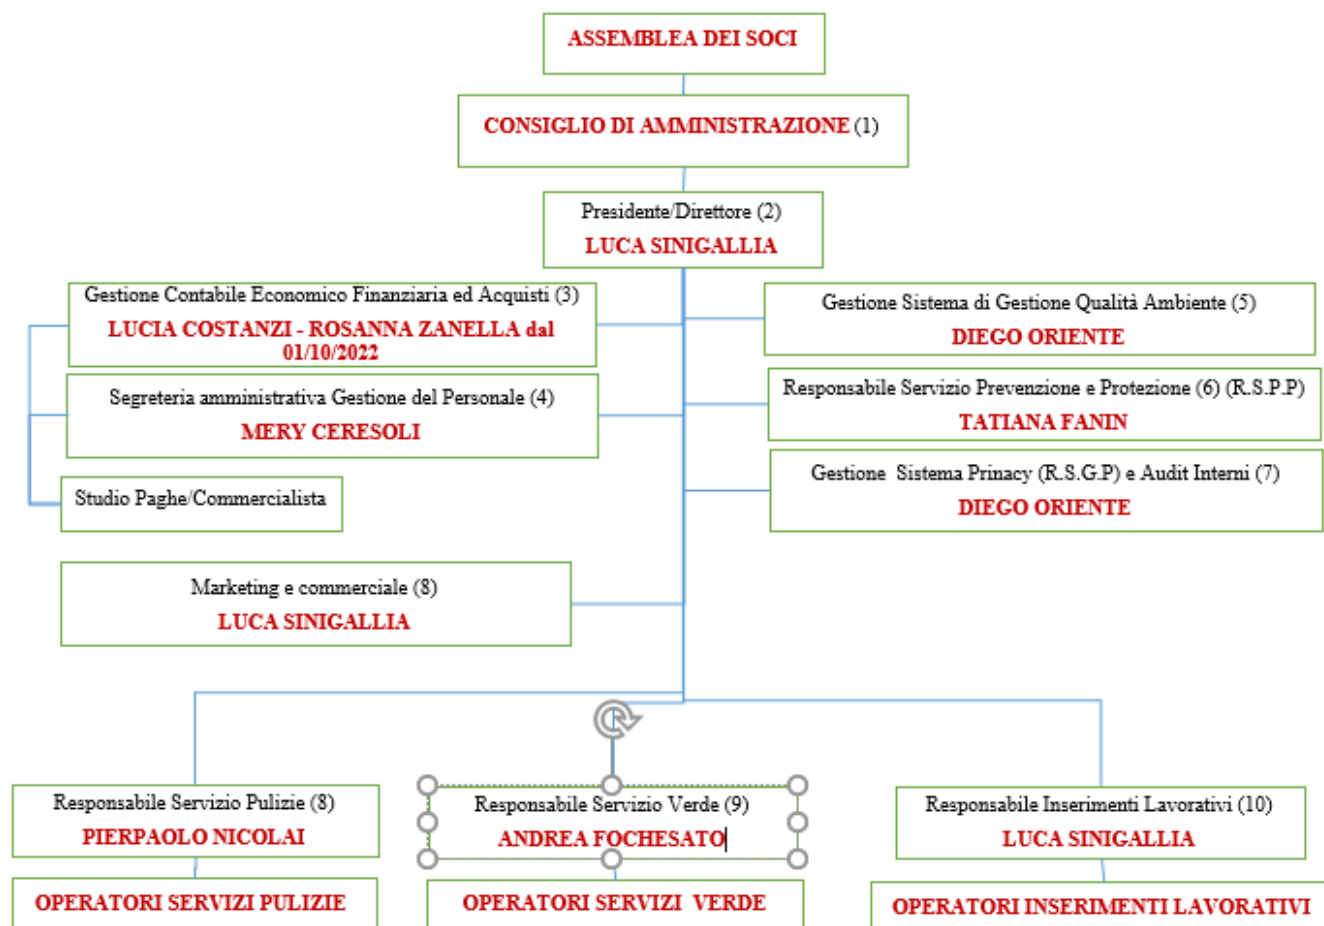 ASSEMBLEA DEI SOCI
CONSIGLIO DI AMMINISTRAZIONE (1)
Presidente/Direttore (2)
LUCA SINIGALLIA
Gestione Contabile Economico Finanziaria ed Acquisti (3)
LUCIA COSTANZI - ROSANNA ZANELLA dal
01/10/2022
Segreteria amministrativa Gestione del Personale (4)
MERY CERESOLI
Studio Paghe/Commercialista
Marketing e commerciale (8)
LUCA SINIGALLIA
Gestione Sistema di Gestione Qualità Ambiente (5)
DIEGO ORIENTE
Responsabile Servizio Prevenzione e Protezione (6) (R.S.P.P)
TATIANA FANIN
Gestione Sistema Prinacy (R.S.G.P) e Audit Interni (7)
DIEGO ORIENTE
Responsabile Servizio Pulizie (8)
PIERPAOLO NICOLAI
OPERATORI SERVIZI PULIZIE
Responsabile Servizio Verde (9)
ANDREA FOCHESATO
OPERATORI SERVIZI VERDE
Responsabile Inserimenti Lavorativi (10)
LUCA SINIGALLIA
OPERATORI INSERIMENTI LAVORATIVI